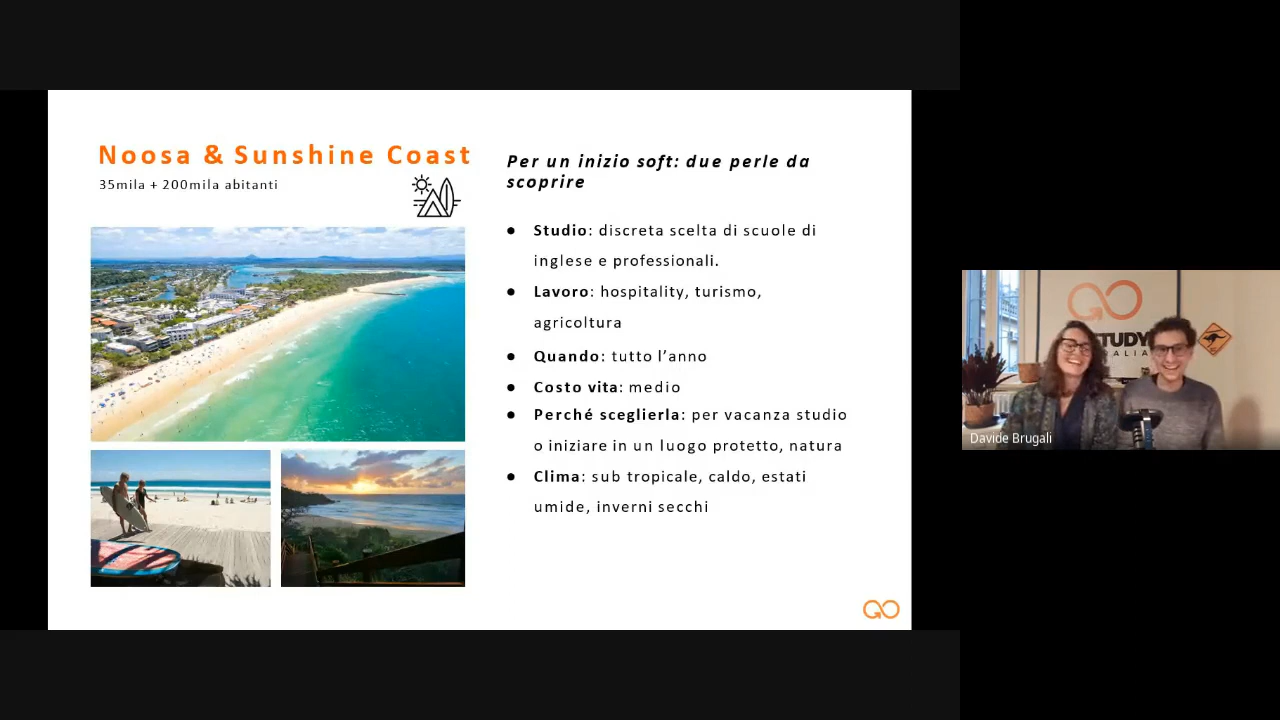 Noosa & Sunshine Coast
35mila + 200mila abitanti
Per un inizio soft: due perle da
scoprire
● Studio: discreta scelta di scuole di
inglese e professionali.
● Lavoro: hospitality, turismo,
agricoltura
● Quando: tutto l’anno
● Costo vita: medio
● Perché sceglierla: per vacanza studio
o iniziare in un luogo protetto, natura
● Clima: sub tropicale, caldo, estati
umide, inverni secchi
STUDY
Davide Brugali